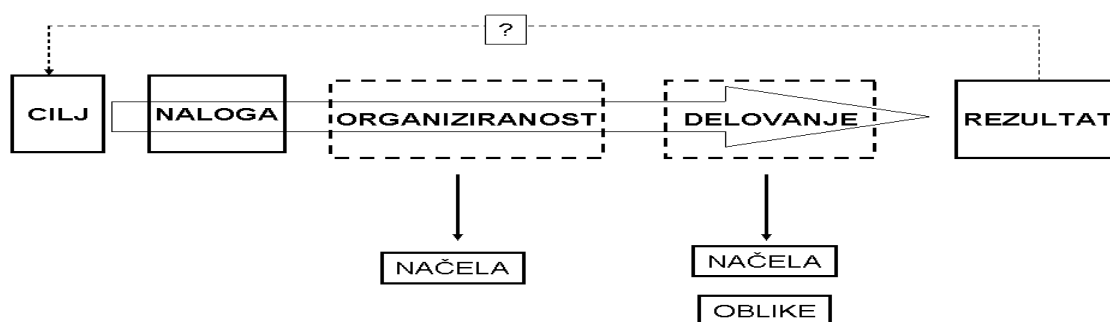 ?
CILJ
NALOGA
ORGANIZIRANOST
DELOVANJE
REZULTAT
NAČELA
NAČELA
OBLIKE